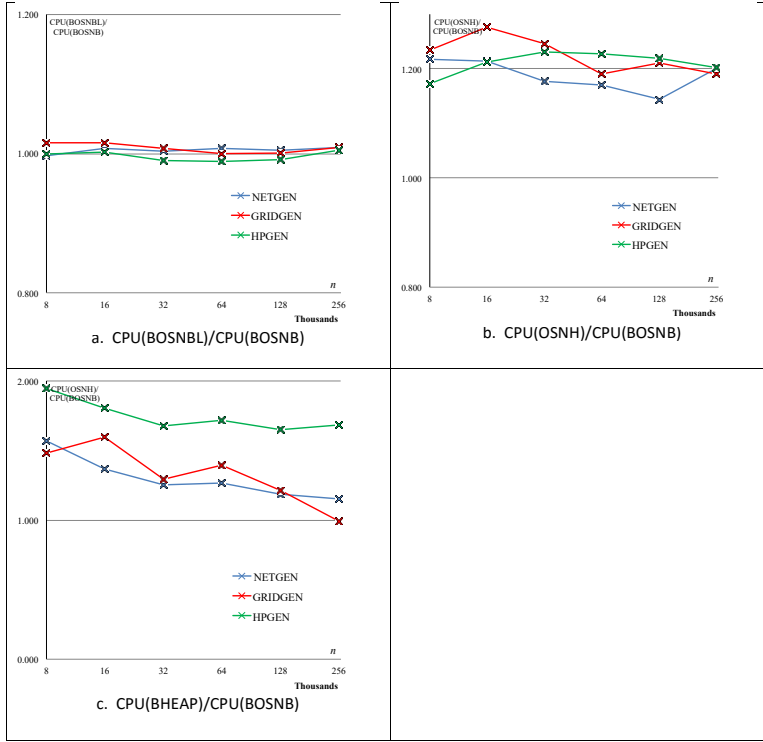 1.200
CPU(BOSNBL)/
CPU(BOSNB)
1.000
NETGEN
GRIDGEN
HPGEN
n
0.800
8 16 32 64 128 256
Thousands
a. CPU(BOSNBL)/CPU(BOSNB)
CPU(OSNH)/
CPU(BOSNB)
1.200
1.000
NETGEN
GRIDGEN
HPGEN
n
0.800
8 16 32 64 128 256
Thousands
b. CPU(OSNH)/CPU(BOSNB)
2.000
CPU(OSNH)/
CPU(BOSNB)
1.000
NETGEN
GRIDGEN
HPGEN
n
0.000
8 16 32 64 128 256
Thousands
c. CPU(BHEAP)/CPU(BOSNB)